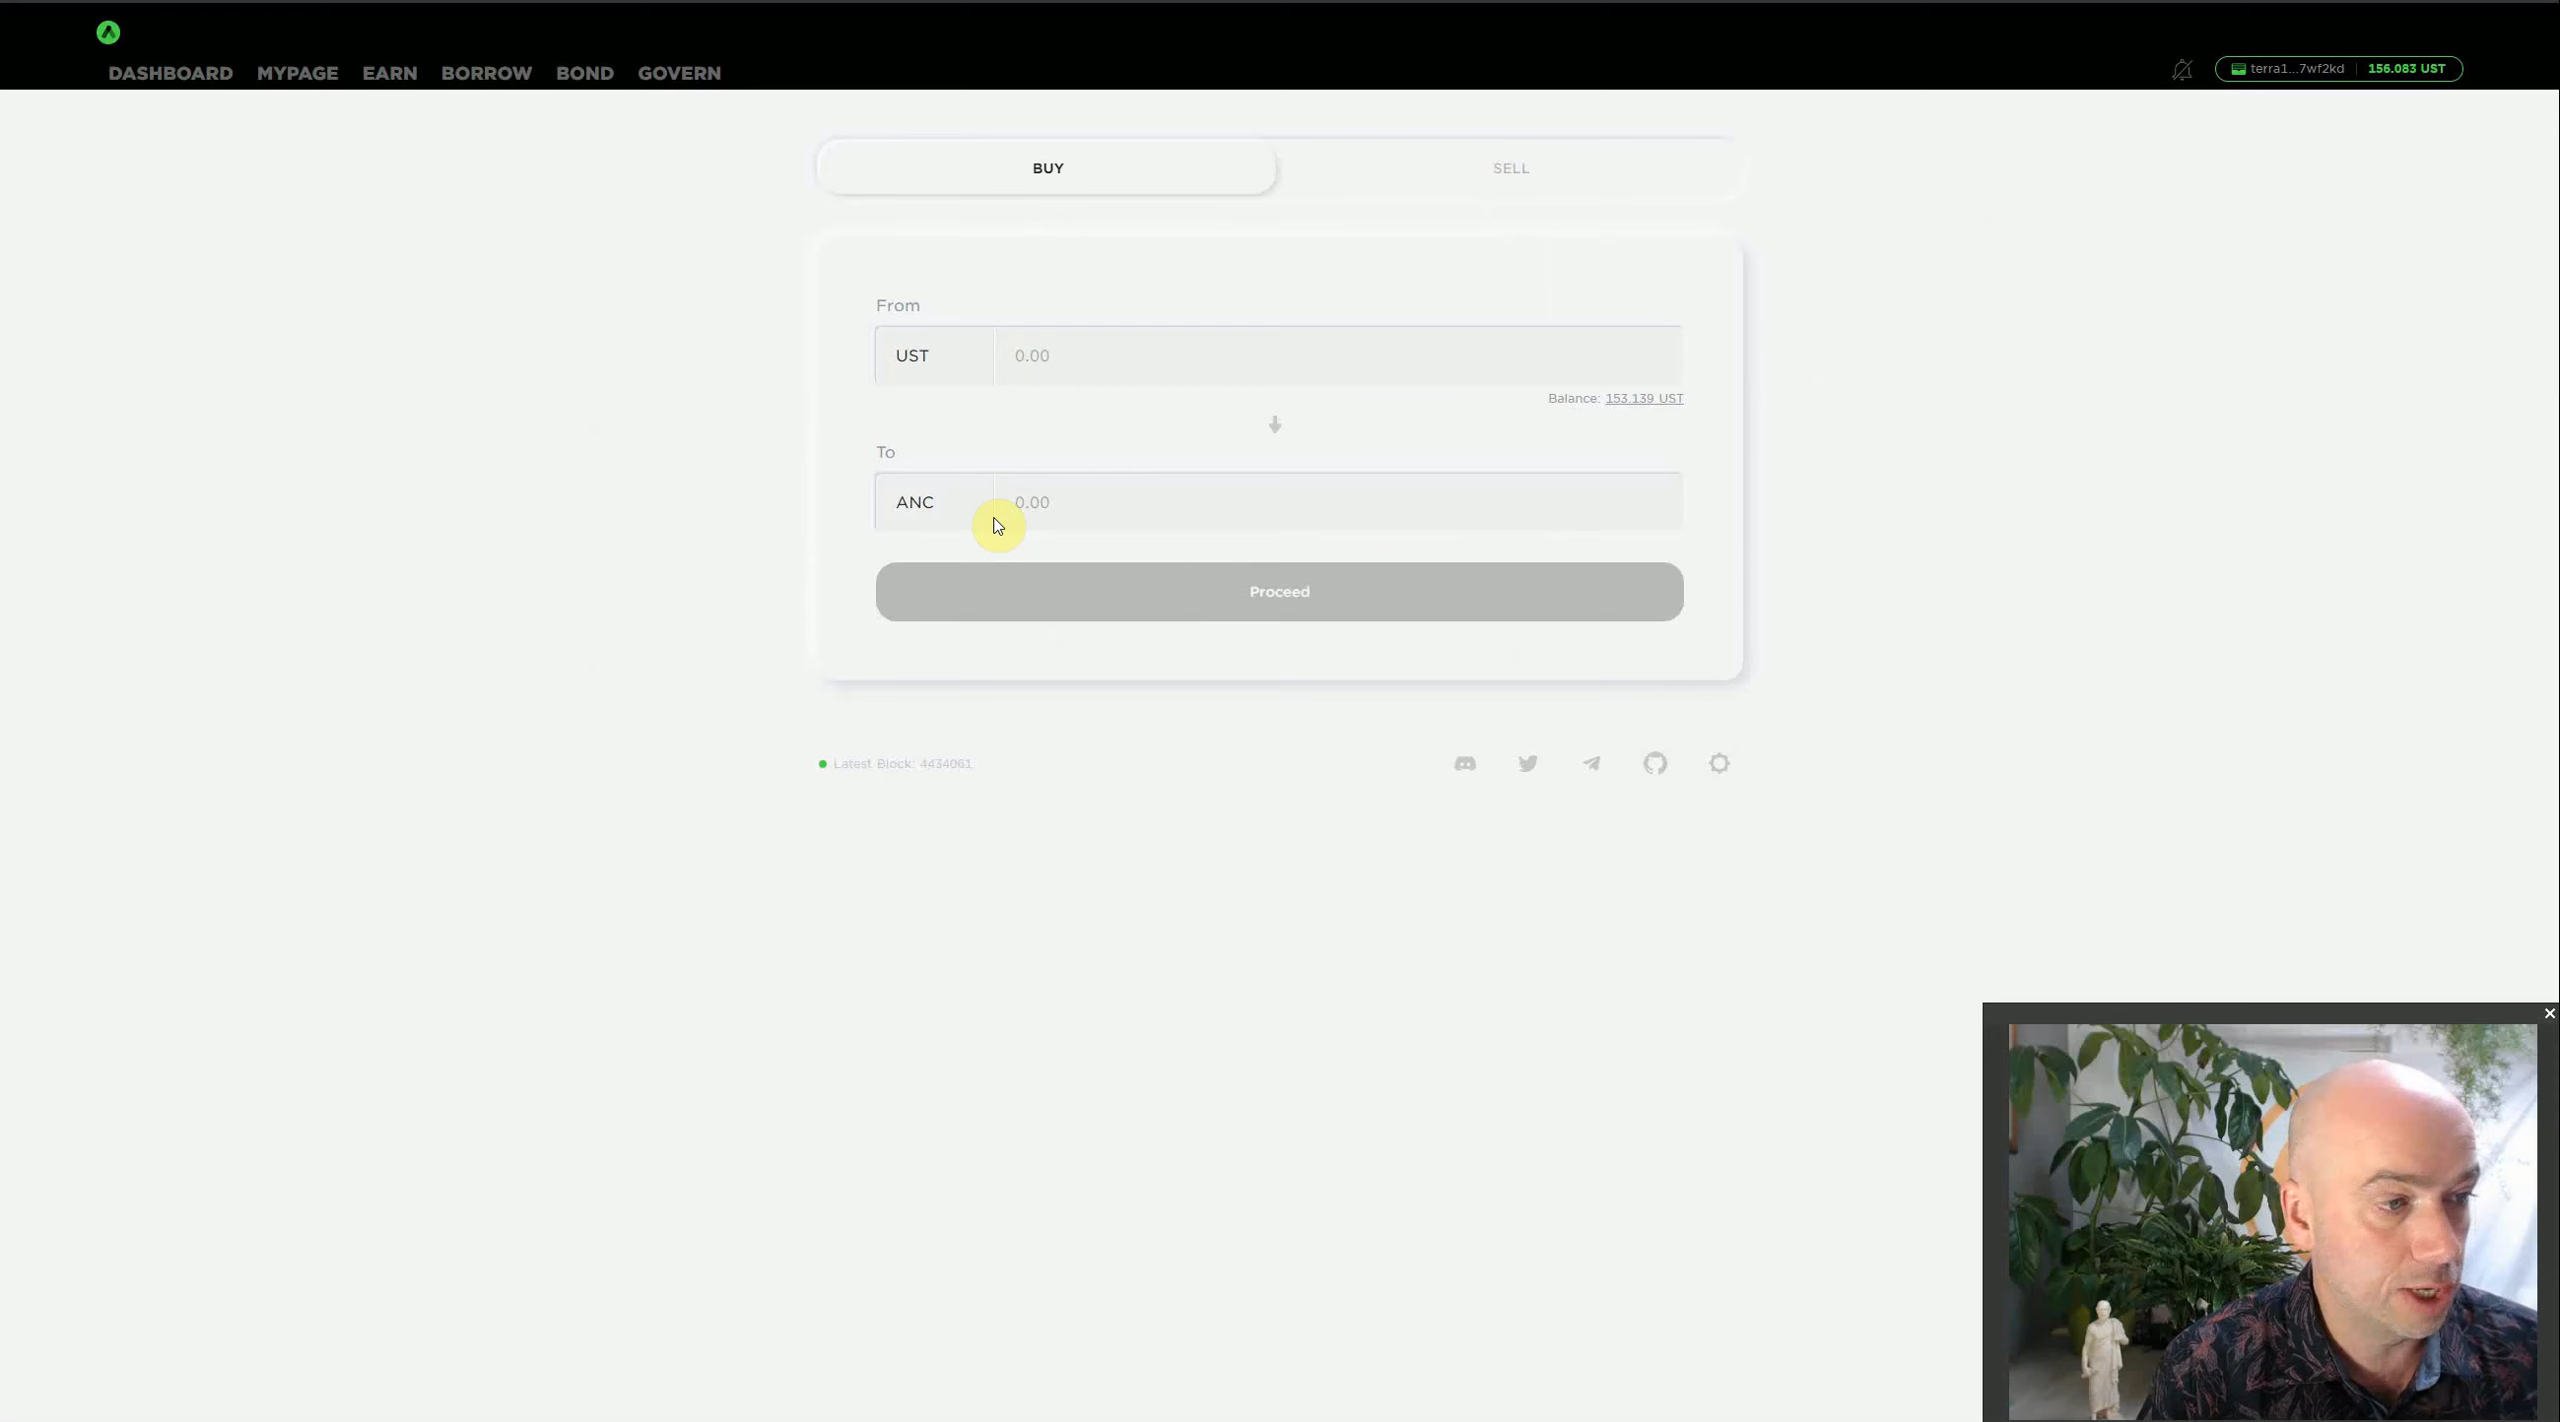 DASHBOARD MYPAGE EARN BORROW BOND GOVERN
terra1...7wf2kd 156.083 UST
BUY SELL
From
UST 0.00
Balance: 153.139 UST
To
ANC 0.00
Proceed
Latest Block: 4434061